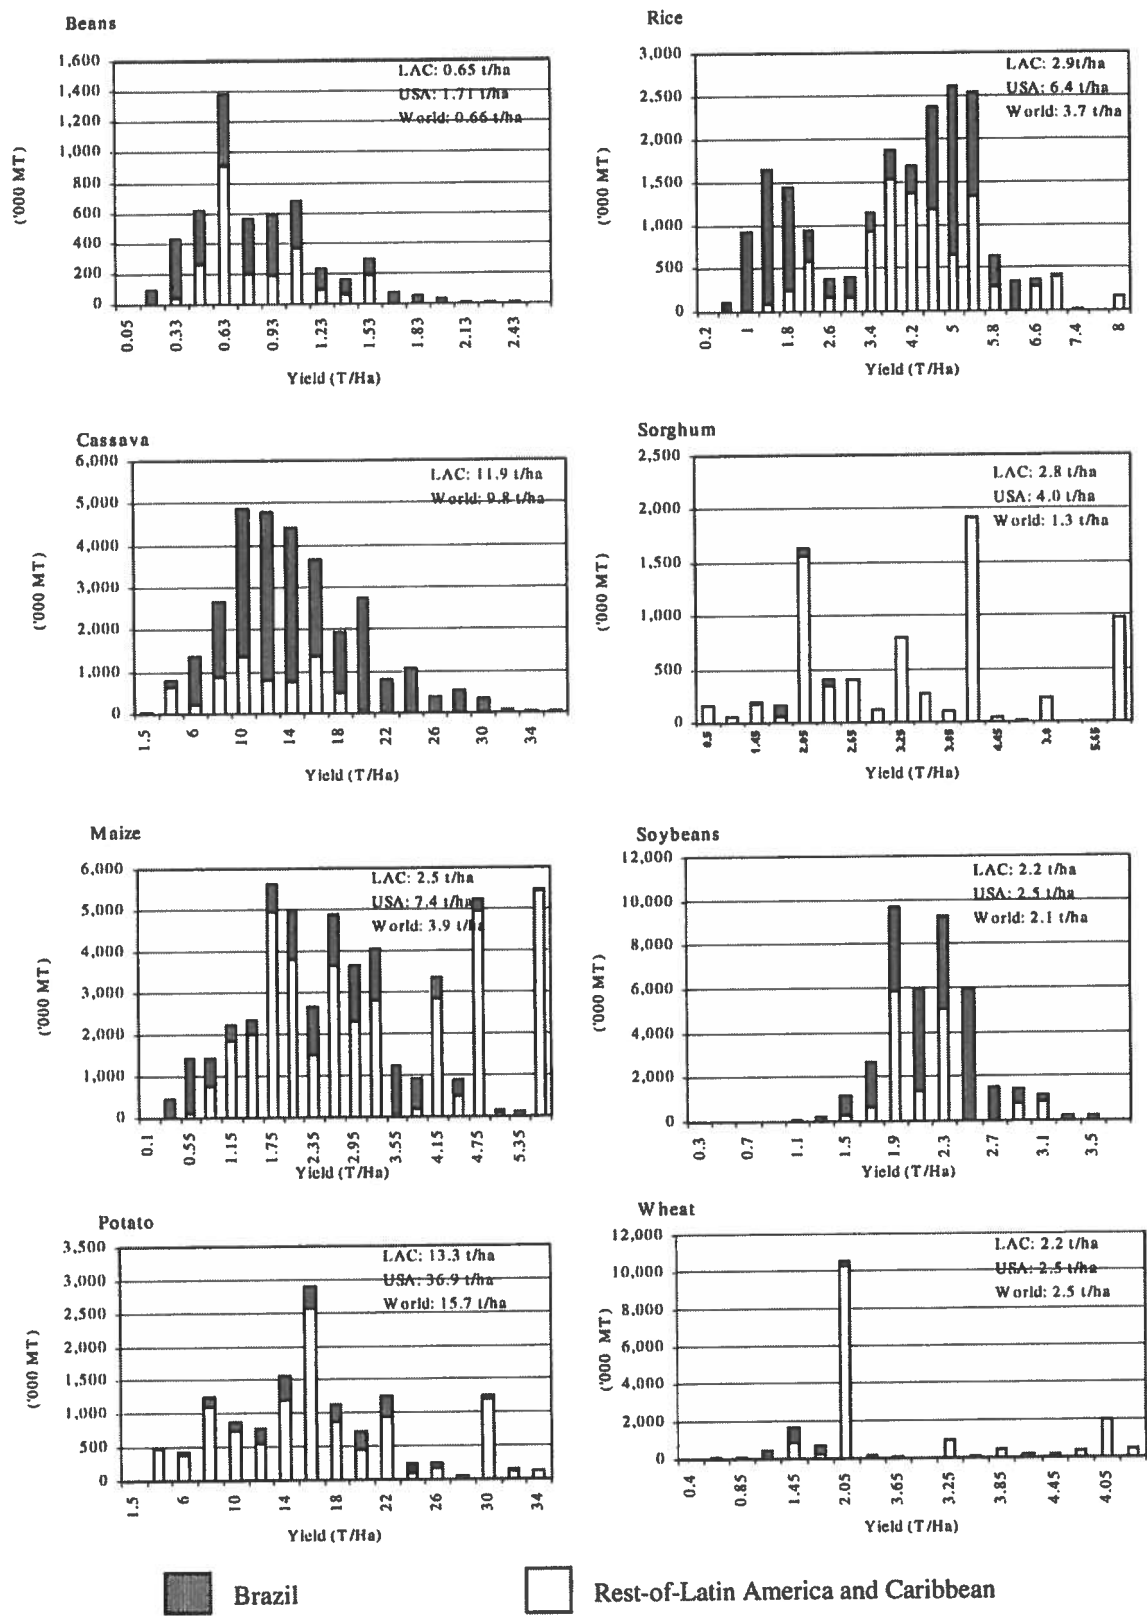 Beans
1,600
1,400
1,200
1,000
800
600
400
200
0
('000 MT)
LAC: 0.65 t/ha
USA: 1.71 t/ha
World: 0.66 t/ha
0.05 0.33 0.63 0.93 1.23 1.53 1.83 2.13 2.43
Yield (T/Ha)
Rice
3,000
2,500
2,000
1,500
1,000
500
0
('000 MT)
LAC: 2.9t/ha
USA: 6.4 t/ha
World: 3.7 t/ha
0.2 1 1.8 2.6 3.4 4.2 5 5.8 6.6 7.4 8
Yield (T/Ha)
Cassava
6,000
5,000
4,000
3,000
2,000
1,000
0
('000 MT)
LAC: 11.9 t/ha
World: 9.8 t/ha
1.5 6 10 14 18 22 26 30 34
Yield (T/Ha)
Sorghum
2,500
2,000
1,500
1,000
500
0
('000 MT)
LAC: 2.8 t/ha
USA: 4.0 t/ha
World: 1.3 t/ha
0.5 1.45 2.05 2.65 3.25 3.85 4.45 5.65
Yield (T/Ha)
Maize
6,000
5,000
4,000
3,000
2,000
1,000
0
('000 MT)
LAC: 2.5 t/ha
USA: 7.4 t/ha
World: 3.9 t/ha
0.1 0.55 1.15 1.75 2.35 2.95 3.55 4.15 4.75 5.35
Yield (T/Ha)
Soybeans
12,000
10,000
8,000
6,000
4,000
2,000
0
('000 MT)
LAC: 2.2 t/ha
USA: 2.5 t/ha
World: 2.1 t/ha
0.3 0.7 1.1 1.5 1.9 2.3 2.7 3.1 3.5
Yield (T/Ha)
Potato
3,500
3,000
2,500
2,000
1,500
1,000
500
0
('000 MT)
LAC: 13.3 t/ha
USA: 36.9 t/ha
World: 15.7 t/ha
1.5 6 10 14 18 22 26 30 34
Yield (T/Ha)
Wheat
12,000
10,000
8,000
6,000
4,000
2,000
0
('000 MT)
LAC: 2.2 t/ha
USA: 2.5 t/ha
World: 2.5 t/ha
0.4 0.85 1.45 2.05 3.65 3.25 3.85 4.45 4.05
Yield (T/Ha)
Brazil
Rest-of-Latin America and Caribbean